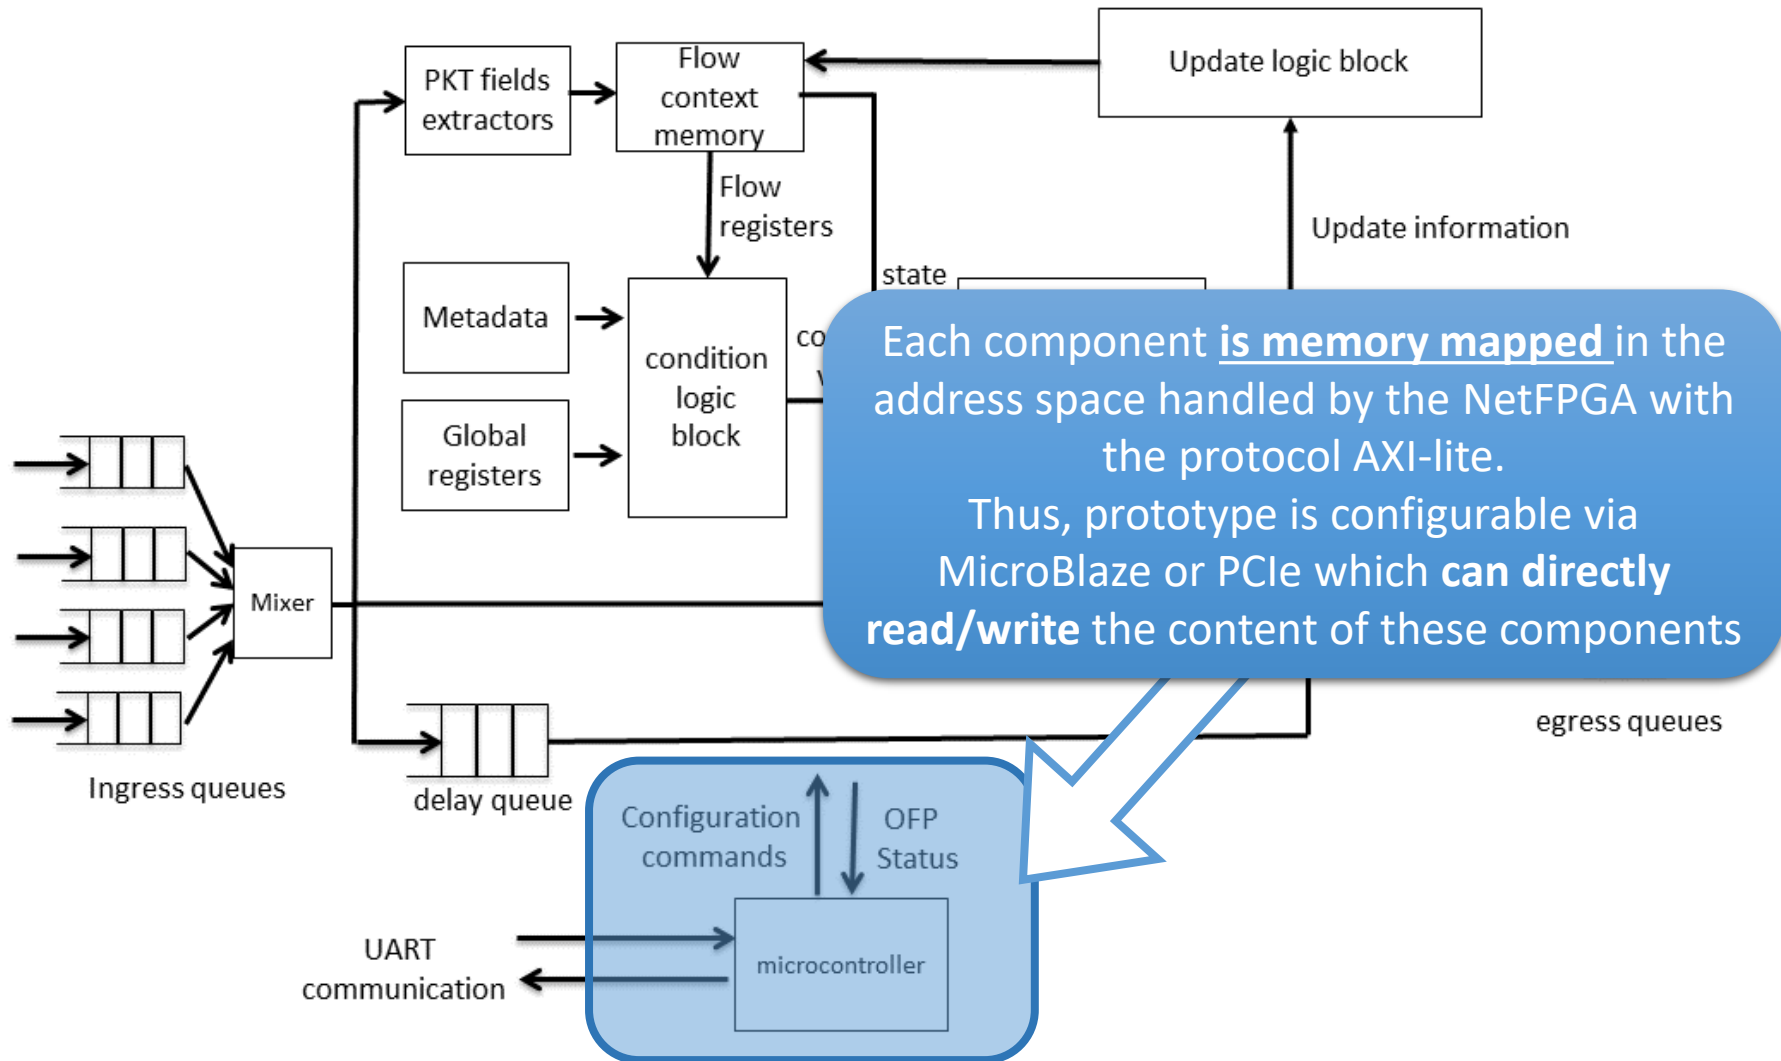 PKT fields
extractors
Flow
context
memory
Update logic block
Flow
registers
Update information
state
Metadata
condition
logic
block
Global
registers
Each component is memory mapped in the
address space handled by the NetFPGA with
the protocol AXI-lite.
Thus, prototype is configurable via
MicroBlaze or PCIe which can directly
read/write the content of these components
Mixer
Ingress queues
delay queue
egress queues
Configuration
commands
OFP
Status
UART
communication
microcontroller